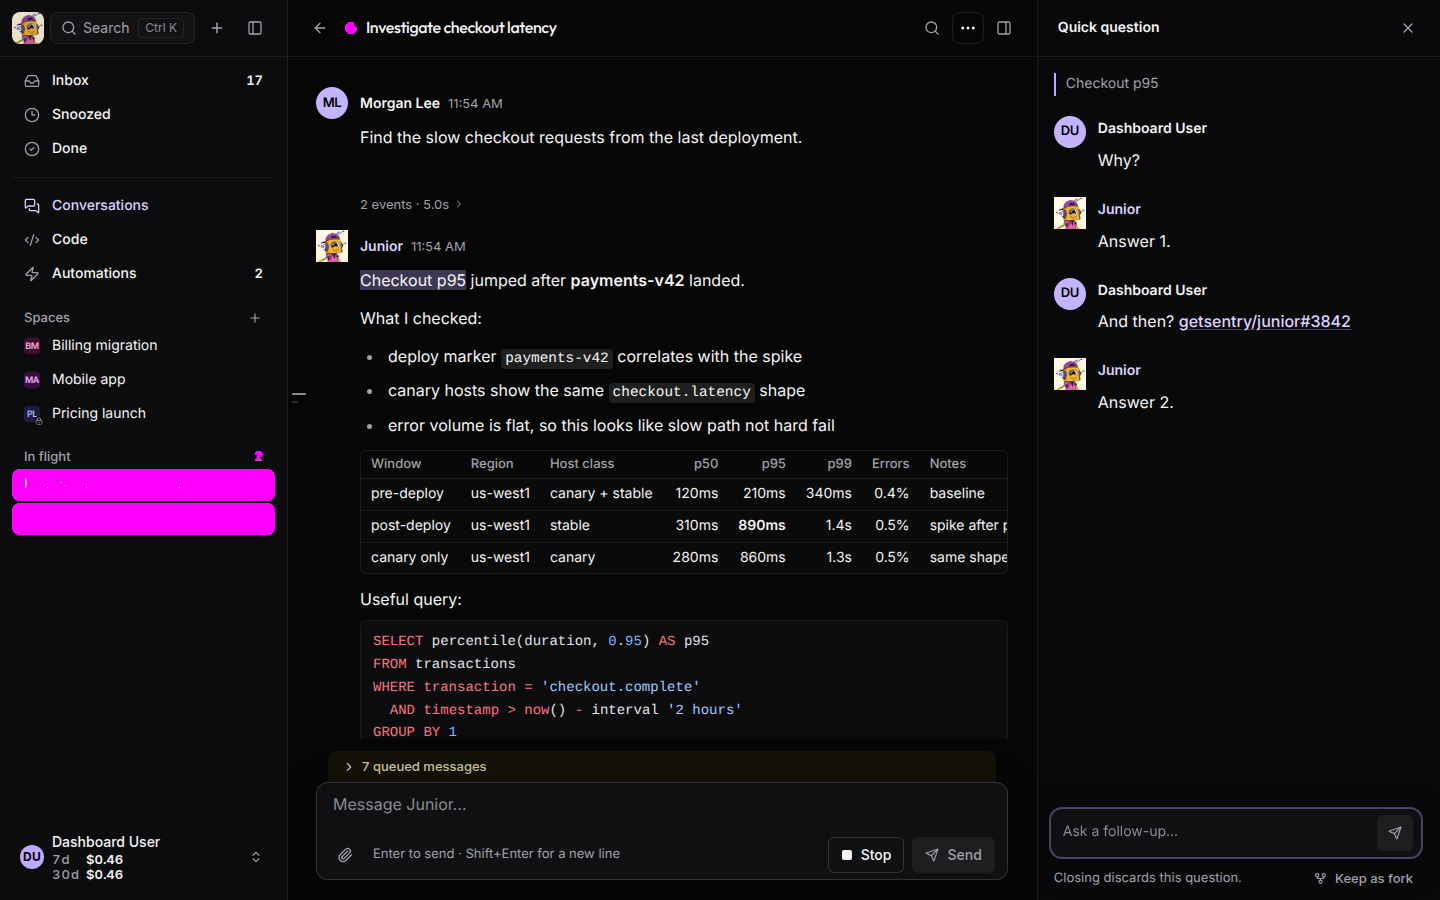 Search Ctrl K
Inbox 17
Snoozed
Done
Conversations
Code
Automations 2
Spaces
BM Billing migration
MA Mobile app
PL Pricing launch
In flight
DU Dashboard User
7d $0.46
30d $0.46
Investigate checkout latency
ML Morgan Lee 11:54 AM
Find the slow checkout requests from the last deployment.
2 events · 5.0s
Junior 11:54 AM
Checkout p95 jumped after payments-v42 landed.
What I checked:
deploy marker payments-v42 correlates with the spike
canary hosts show the same checkout.latency shape
error volume is flat, so this looks like slow path not hard fail
Window Region Host class p50 p95 p99 Errors Notes
pre-deploy us-west1 canary + stable 120ms 210ms 340ms 0.4% baseline
post-deploy us-west1 stable 310ms 890ms 1.4s 0.5% spike after p
canary only us-west1 canary 280ms 860ms 1.3s 0.5% same shape
Useful query:
SELECT percentile(duration, 0.95) AS p95
FROM transactions
WHERE transaction = 'checkout.complete'
AND timestamp > now() - interval '2 hours'
GROUP BY 1
7 queued messages
Message Junior...
Enter to send · Shift+Enter for a new line
Stop
Send
Quick question
Checkout p95
DU Dashboard User
Why?
Junior
Answer 1.
DU Dashboard User
And then? getsentry/junior#3842
Junior
Answer 2.
Ask a follow-up...
Closing discards this question.
Keep as fork